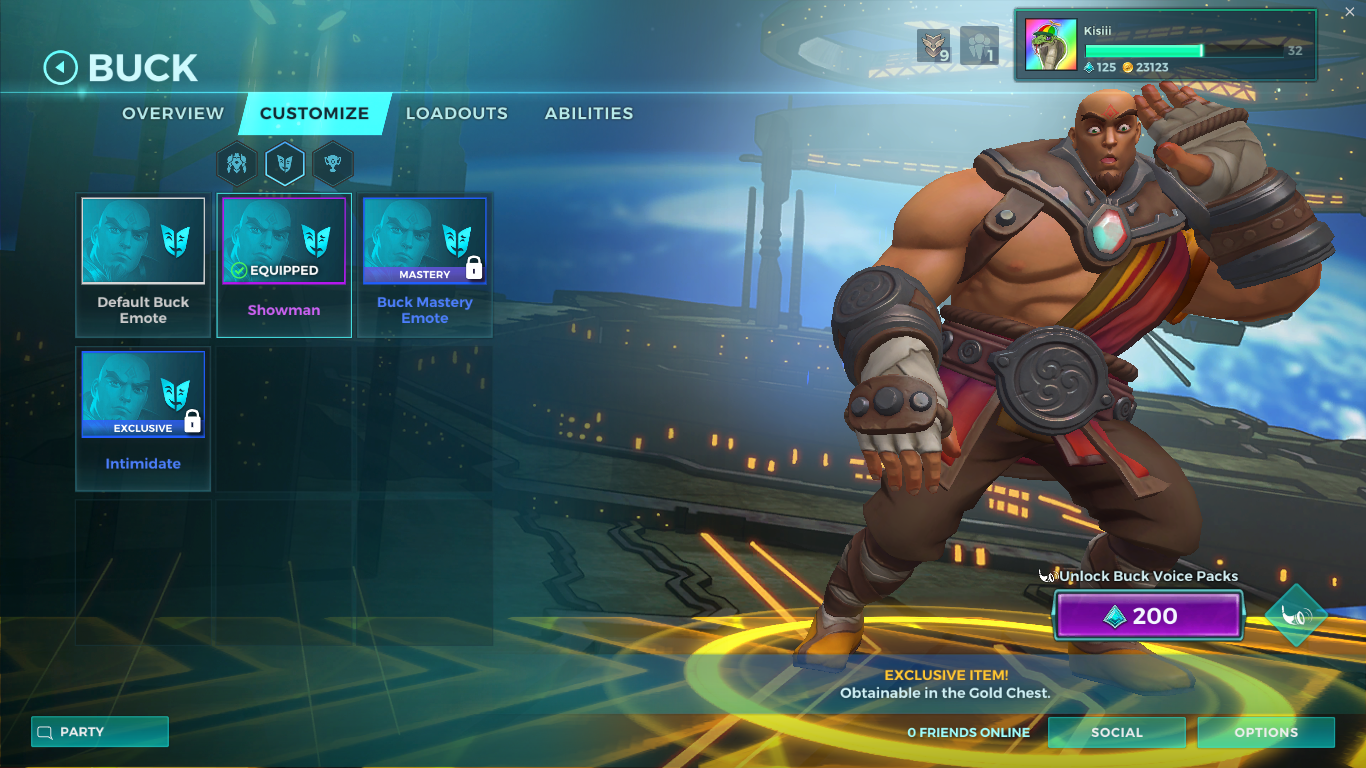 BUCK
9
1
Kisiii
32
125 23123
OVERVIEW
CUSTOMIZE
LOADOUTS
ABILITIES
Default Buck
Emote
EQUIPPED
Showman
MASTERY
Buck Mastery
Emote
EXCLUSIVE
Intimidate
Unlock Buck Voice Packs
200
EXCLUSIVE ITEM!
Obtainable in the Gold Chest.
PARTY
0 FRIENDS ONLINE
SOCIAL
OPTIONS